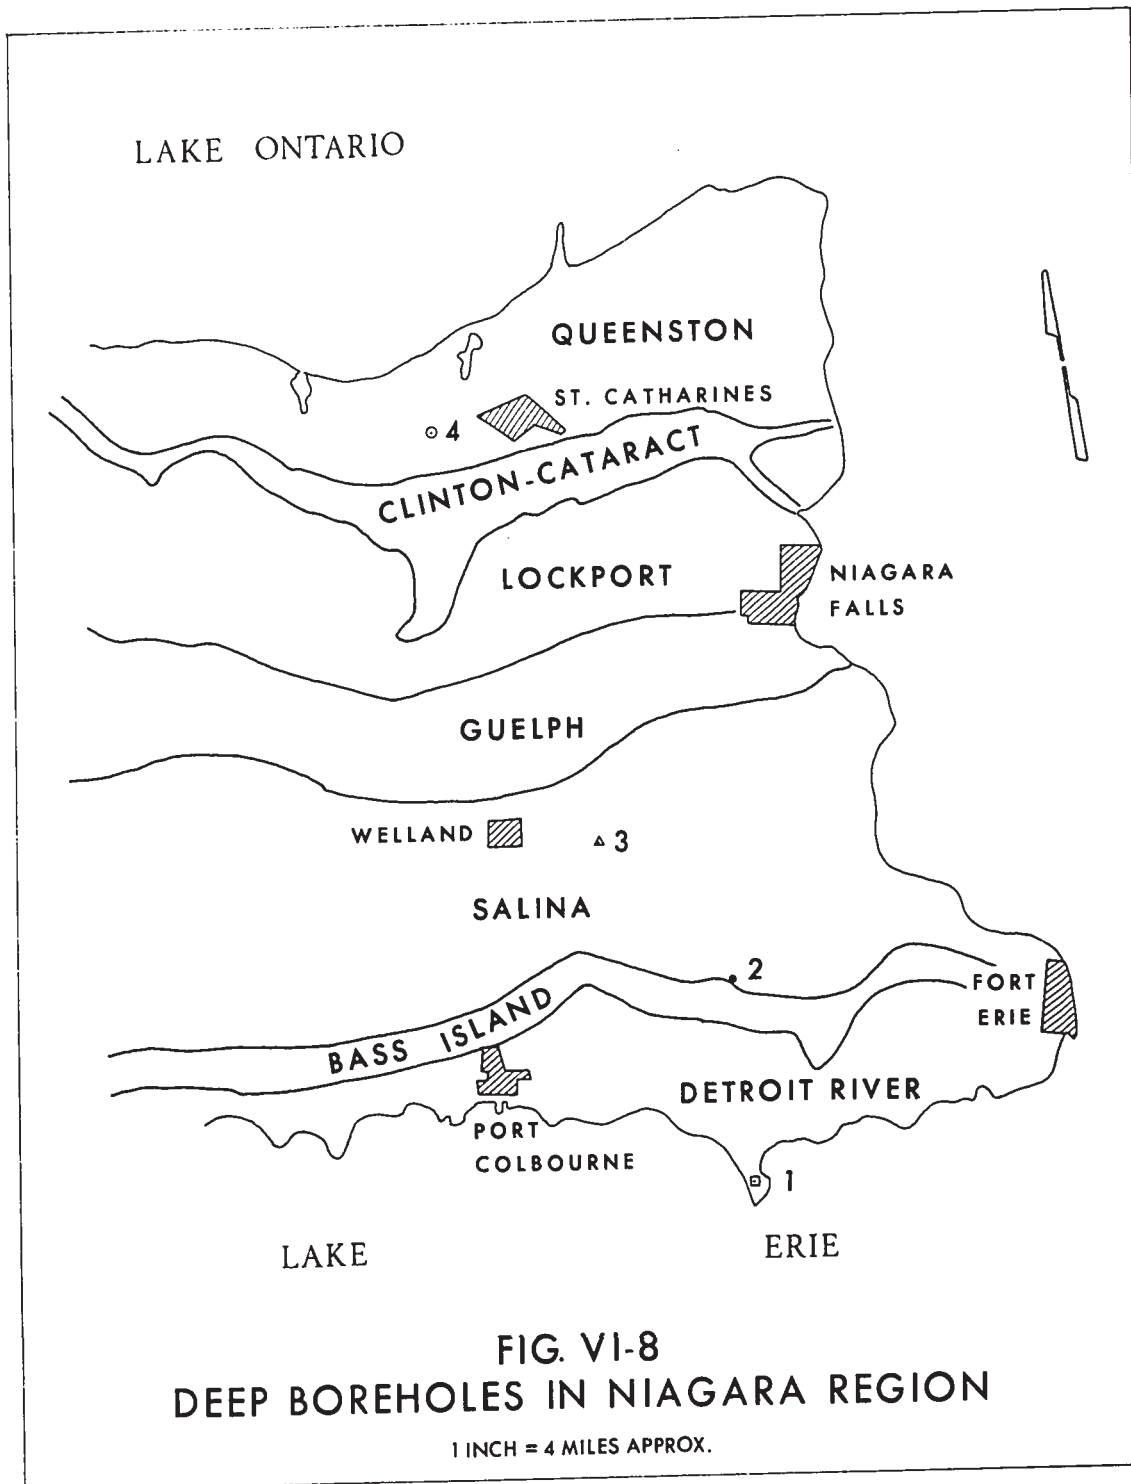 LAKE ONTARIO
QUEENSTON
ST. CATHARINES
4
CLINTON-CATARACT
LOCKPORT
NIAGARA
FALLS
GUELPH
WELLAND
3
SALINA
2
FORT
ERIE
BASS ISLAND
DETROIT RIVER
PORT
COLBOURNE
1
LAKE ERIE
FIG. VI-8
DEEP BOREHOLES IN NIAGARA REGION
1 INCH = 4 MILES APPROX.